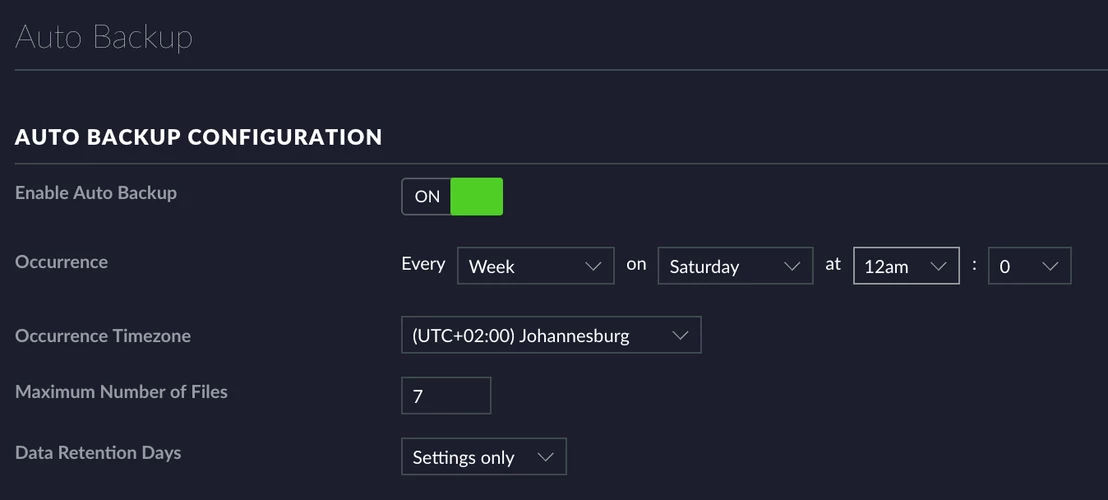 Auto Backup
AUTO BACKUP CONFIGURATION
Enable Auto Backup ON
Occurrence Every Week on Saturday at 12am : 0
Occurrence Timezone (UTC+02:00) Johannesburg
Maximum Number of Files 7
Data Retention Days Settings only